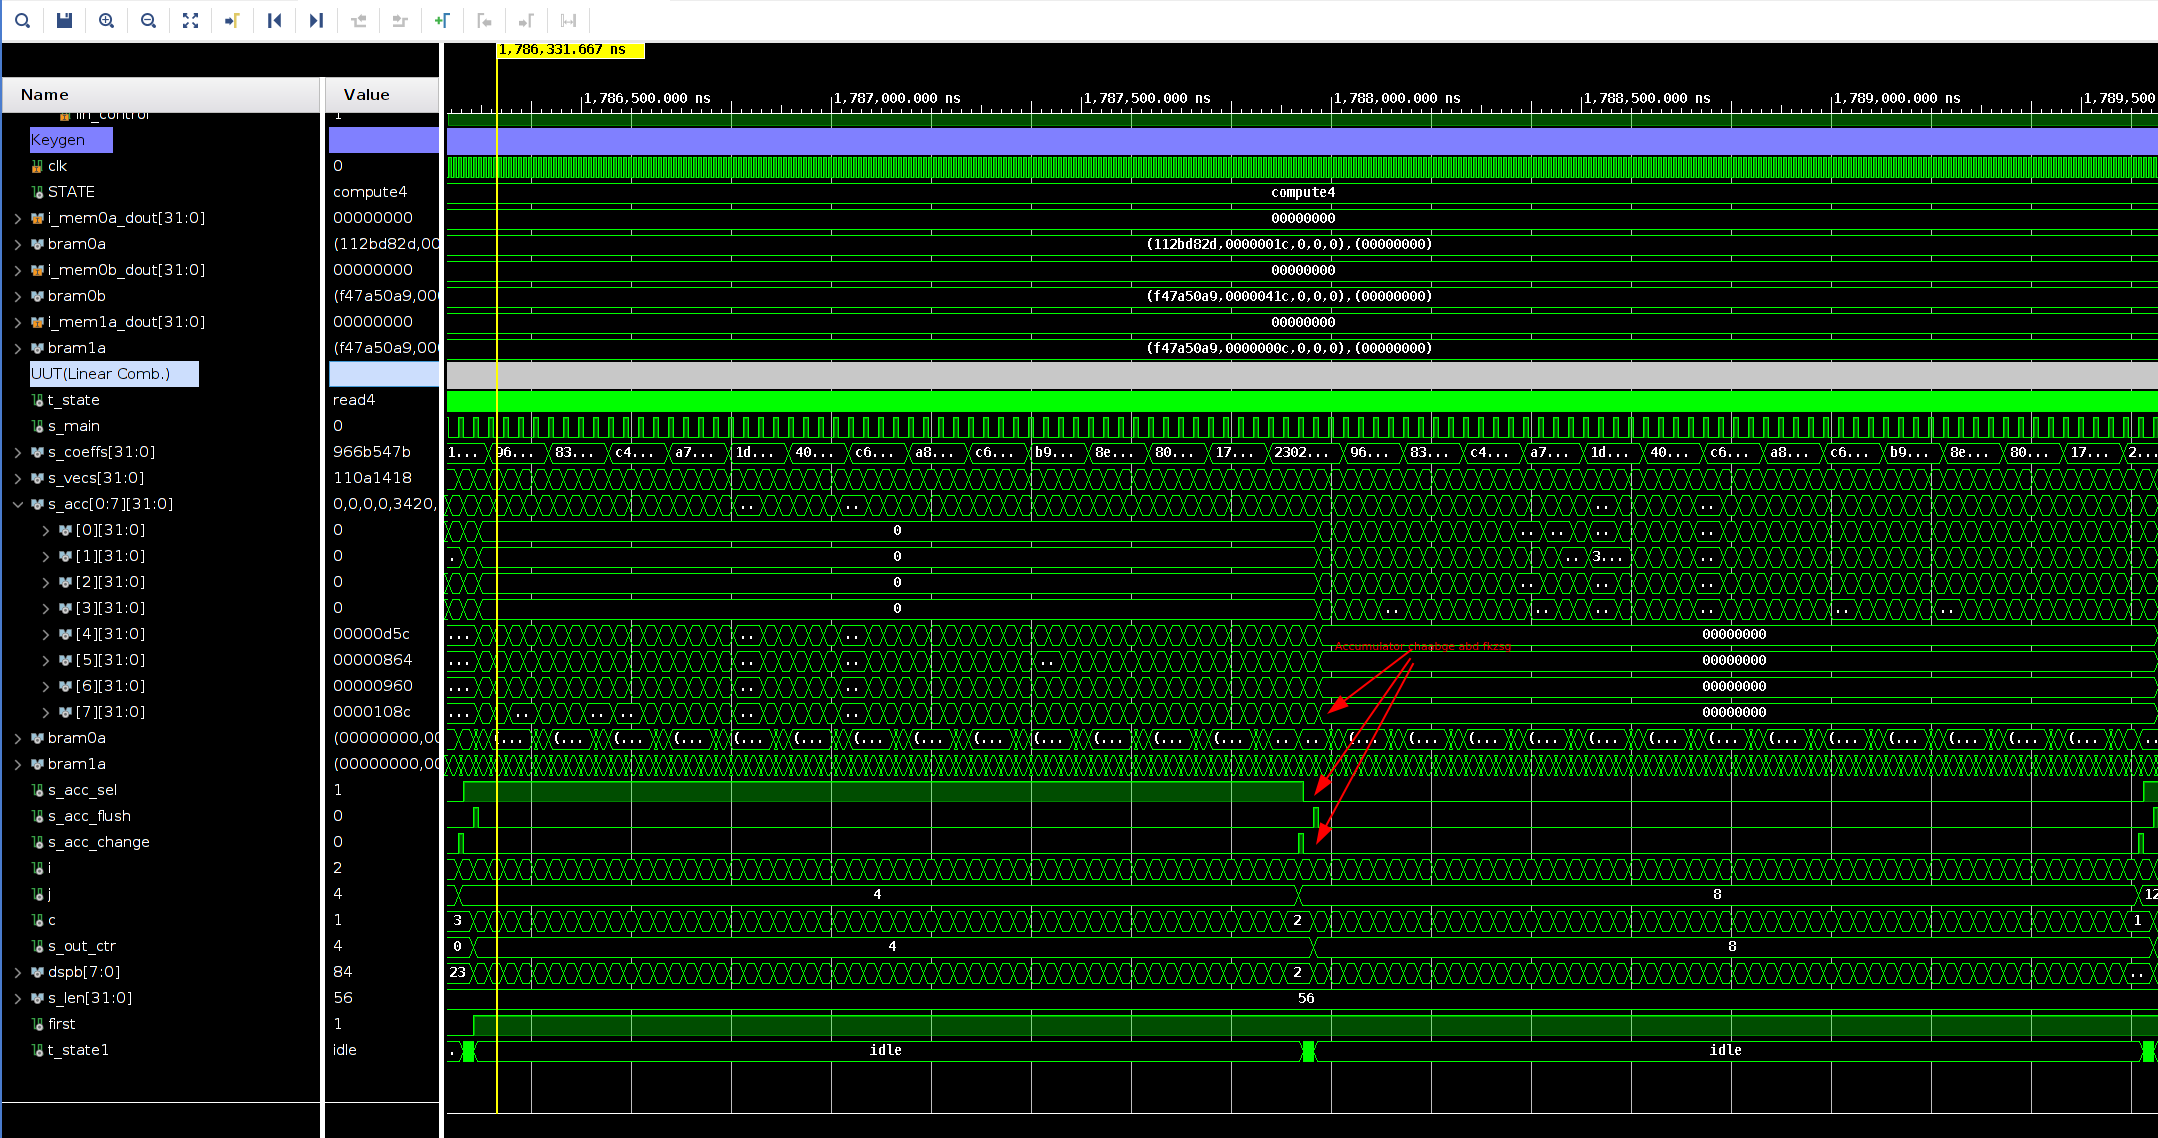 1,786,331.667 ns
1,786,500.000 ns 1,787,000.000 ns 1,787,500.000 ns 1,788,000.000 ns 1,788,500.000 ns 1,789,000.000 ns 1,789,500
Name Value
lin_control 1
Keygen
clk 0
STATE compute4 compute4
i_mem0a_dout[31:0] 00000000 00000000
bram0a (112bd82d,00 (112bd82d,0000001c,0,0,0),(00000000)
i_mem0b_dout[31:0] 00000000 00000000
bram0b (f47a50a9,000 (f47a50a9,0000041c,0,0,0),(00000000)
i_mem1a_dout[31:0] 00000000 00000000
bram1a (f47a50a9,000 (f47a50a9,0000000c,0,0,0),(00000000)
UUT(Linear Comb.)
t_state read4
s_main 0
s_coeffs[31:0] 966b547b 1... 96... 83... c4... a7... 1d... 40... c6... a8... c6... b9... 8e... 80... 17... 2302... 96... 83... c4... a7... 1d... 40... c6... a8... c6... b9... 8e... 80... 17... 2...
s_vecs[31:0] 110a1418
s_acc[0:7][31:0] 0,0,0,0,3420, .. .. .. ..
[0][31:0] 0 0 .. .. .. ..
[1][31:0] 0 . 0 .. 3... ..
[2][31:0] 0 0 .. .. ..
[3][31:0] 0 0 .. .. .. .. .. ..
[4][31:0] 00000d5c ... .. .. 00000000
Accumulator chanbqe abd flzsq
[5][31:0] 00000864 ... .. .. .. 00000000
[6][31:0] 00000960 ... .. .. 00000000
[7][31:0] 0000108c ... .. .. .. .. .. 00000000
bram0a (00000000,00 (... (... (... (... (... (... (... (... (... (... (... (... (... .. .. (... (... (... (... (... (... (... (... (... (... (... (... (... ..
bram1a (00000000,00
s_acc_sel 1
s_acc_flush 0
s_acc_change 0
i 2
j 4 4 8 12
c 1 3 2 1
s_out_ctr 4 0 4 8
dspb[7:0] 84 23 2 ..
s_len[31:0] 56 56
first 1
t_state1 idle . idle idle